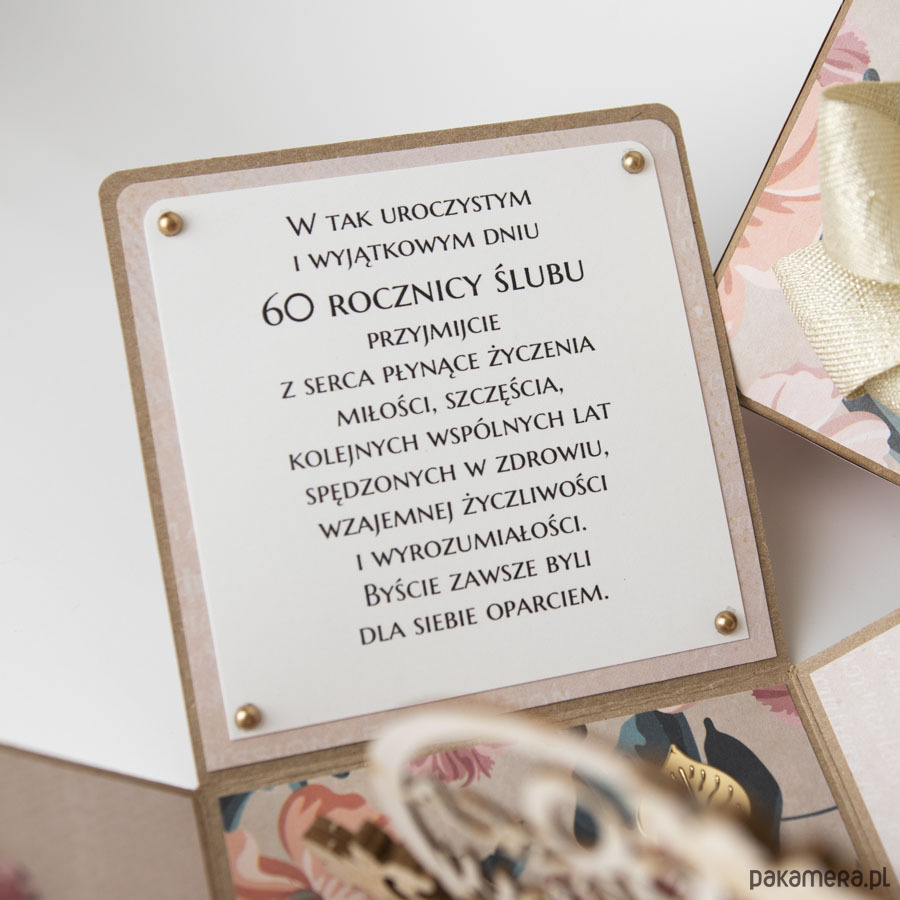 W TAK UROCZYSTYM
I WYJĄTKOWYM DNIU
60 ROCZNICY ŚLUBU
PRZYJMIJCIE
Z SERCA PŁYNĄCE ŻYCZENIA
MIŁOŚCI, SZCZĘŚCIA,
KOLEJNYCH WSPÓLNYCH LAT
SPĘDZONYCH W ZDROWIU,
WZAJEMNEJ ŻYCZLIWOŚCI
I WYROZUMIAŁOŚCI.
BYŚCIE ZAWSZE BYLI
DLA SIEBIE OPARCIEM.
pakamera.pl